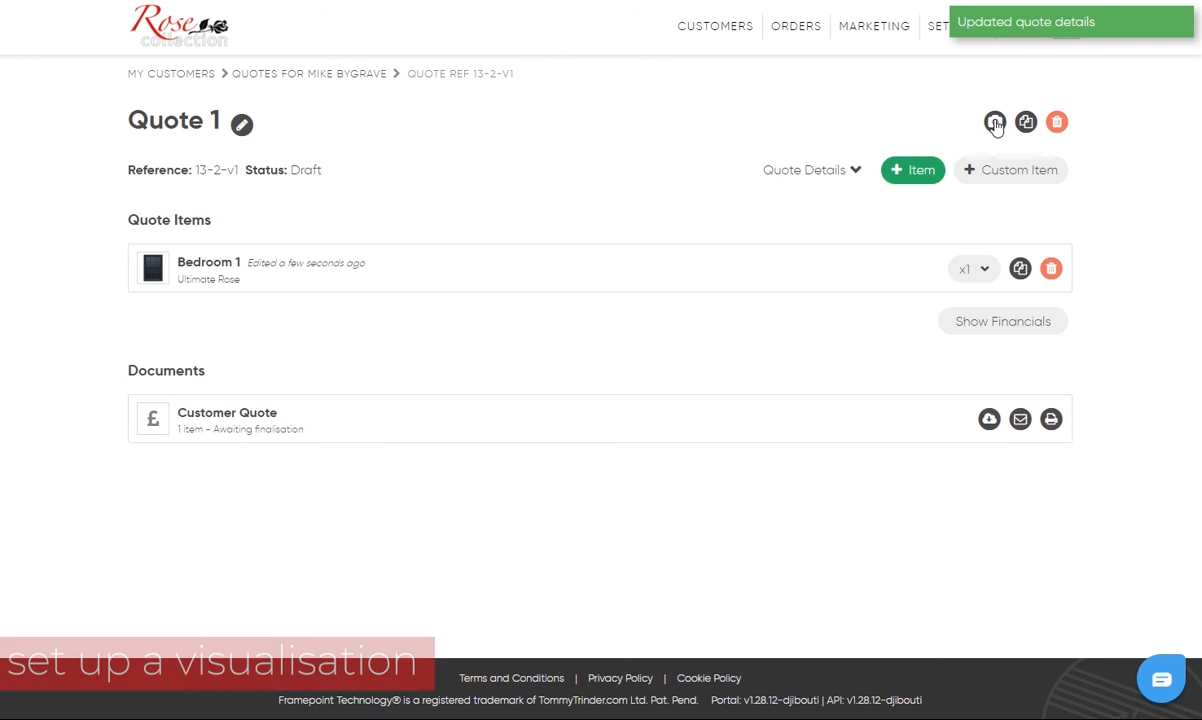 Rose
collection
CUSTOMERS
ORDERS
MARKETING
SET
Updated quote details
MY CUSTOMERS
QUOTES FOR MIKE BYGRAVE
QUOTE REF 13-2-V1
Quote 1
Reference: 13-2-v1 Status: Draft
Quote Details
+ Item
+ Custom Item
Quote Items
Bedroom 1 Edited a few seconds ago
Ultimate Rose
x1
Show Financials
Documents
£
Customer Quote
1 item - Awaiting finalisation
set up a visualisation
Terms and Conditions | Privacy Policy | Cookie Policy
Framepoint Technology® is a registered trademark of TommyTrinder.com Ltd. Pat. Pend. Portal: v1.28.12-djibouti | API: v1.28.12-djibouti